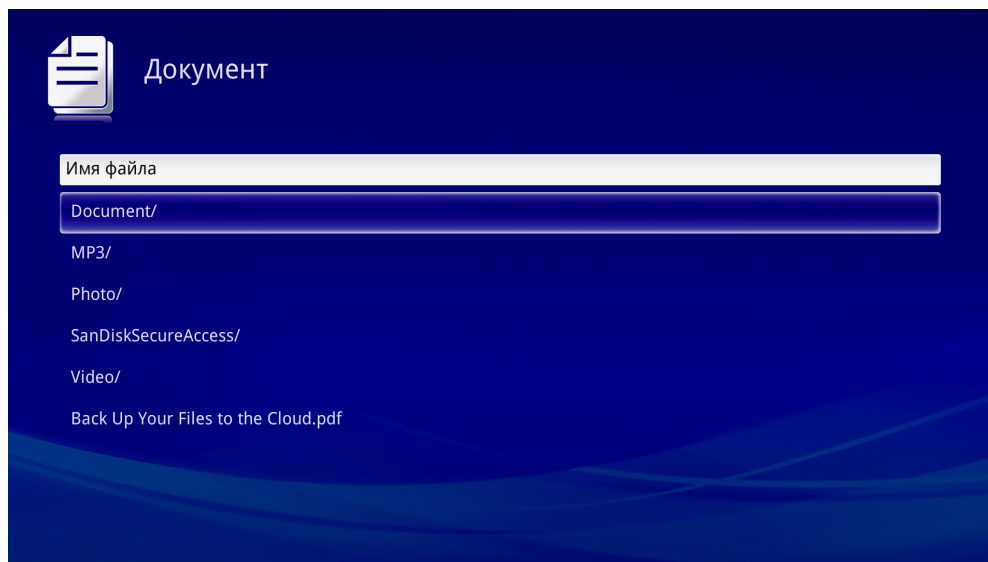 Документ
Имя файла
Document/
MP3/
Photo/
SanDiskSecureAccess/
Video/
Back Up Your Files to the Cloud.pdf